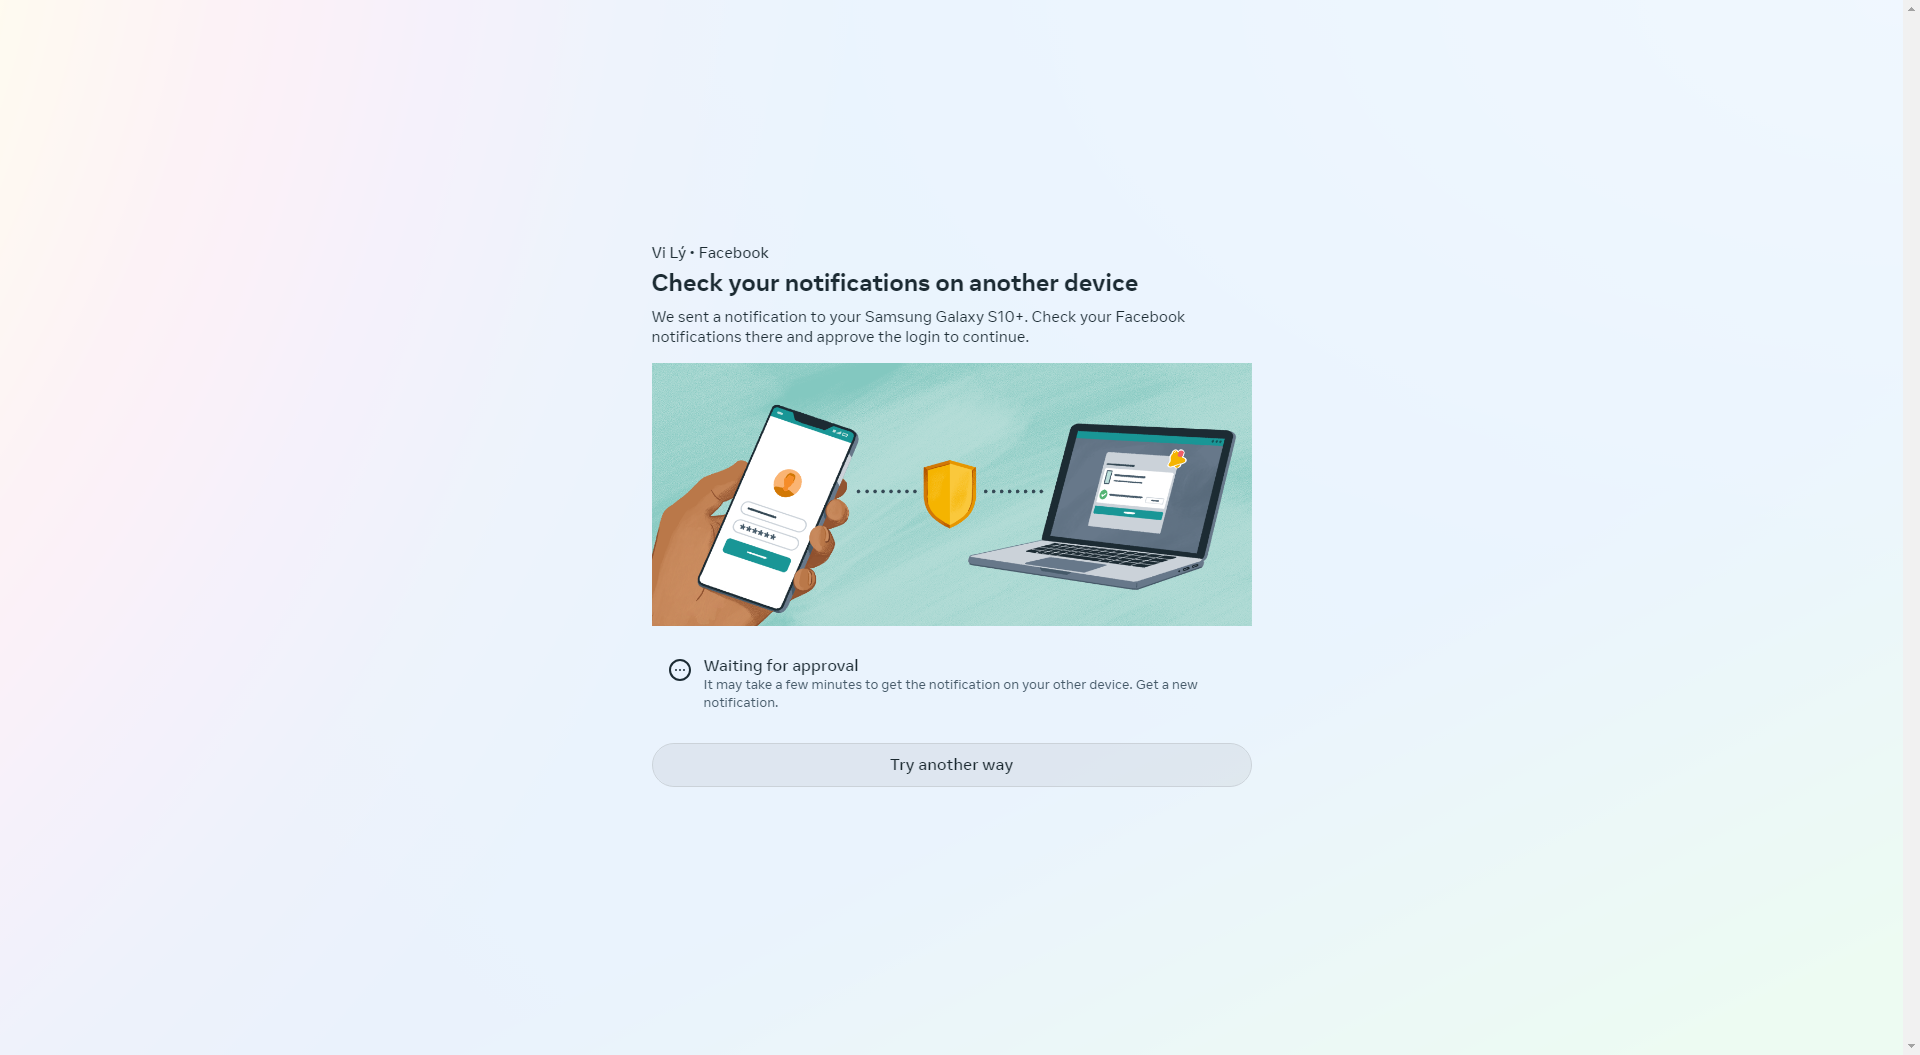 Vi Lý • Facebook
Check your notifications on another device
We sent a notification to your Samsung Galaxy S10+. Check your Facebook
notifications there and approve the login to continue.
Waiting for approval
It may take a few minutes to get the notification on your other device. Get a new
notification.
Try another way